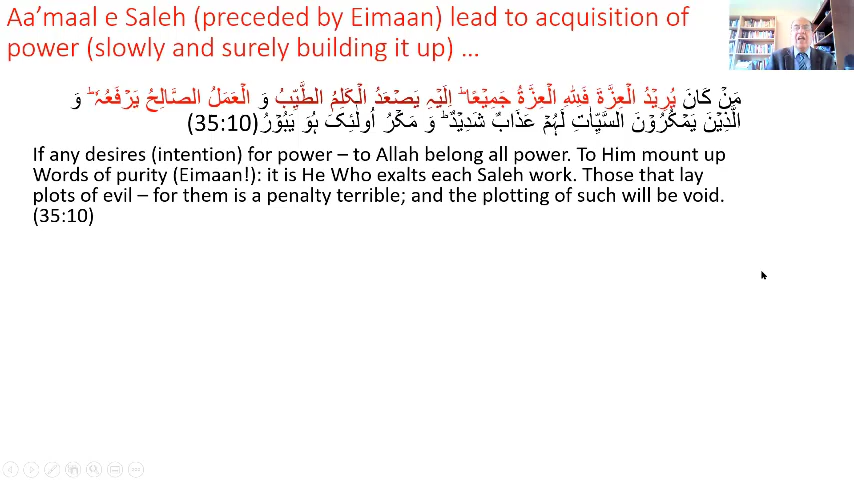 Aa’maal e Saleh (preceded by Eimaan) lead to acquisition of
power (slowly and surely building it up) …
مَنۡ کَانَ یُرِیۡدُ الۡعِزَّۃَ فَلِلّٰہِ الۡعِزَّۃُ جَمِیۡعًا ؕ اِلَیۡہِ یَصۡعَدُ الۡکَلِمُ الطَّیِّبُ وَ الۡعَمَلُ الصَّالِحُ یَرۡفَعُہٗ ؕ وَ
الَّذِیۡنَ یَمۡکُرُوۡنَ السَّیِّاٰتِ لَہُمۡ عَذَابٌ شَدِیۡدٌ ؕ وَ مَکۡرُ اُولٰٓئِکَ ہُوَ یَبُوۡرُ (35:10)
If any desires (intention) for power – to Allah belong all power. To Him mount up
Words of purity (Eimaan!): it is He Who exalts each Saleh work. Those that lay
plots of evil – for them is a penalty terrible; and the plotting of such will be void.
(35:10)